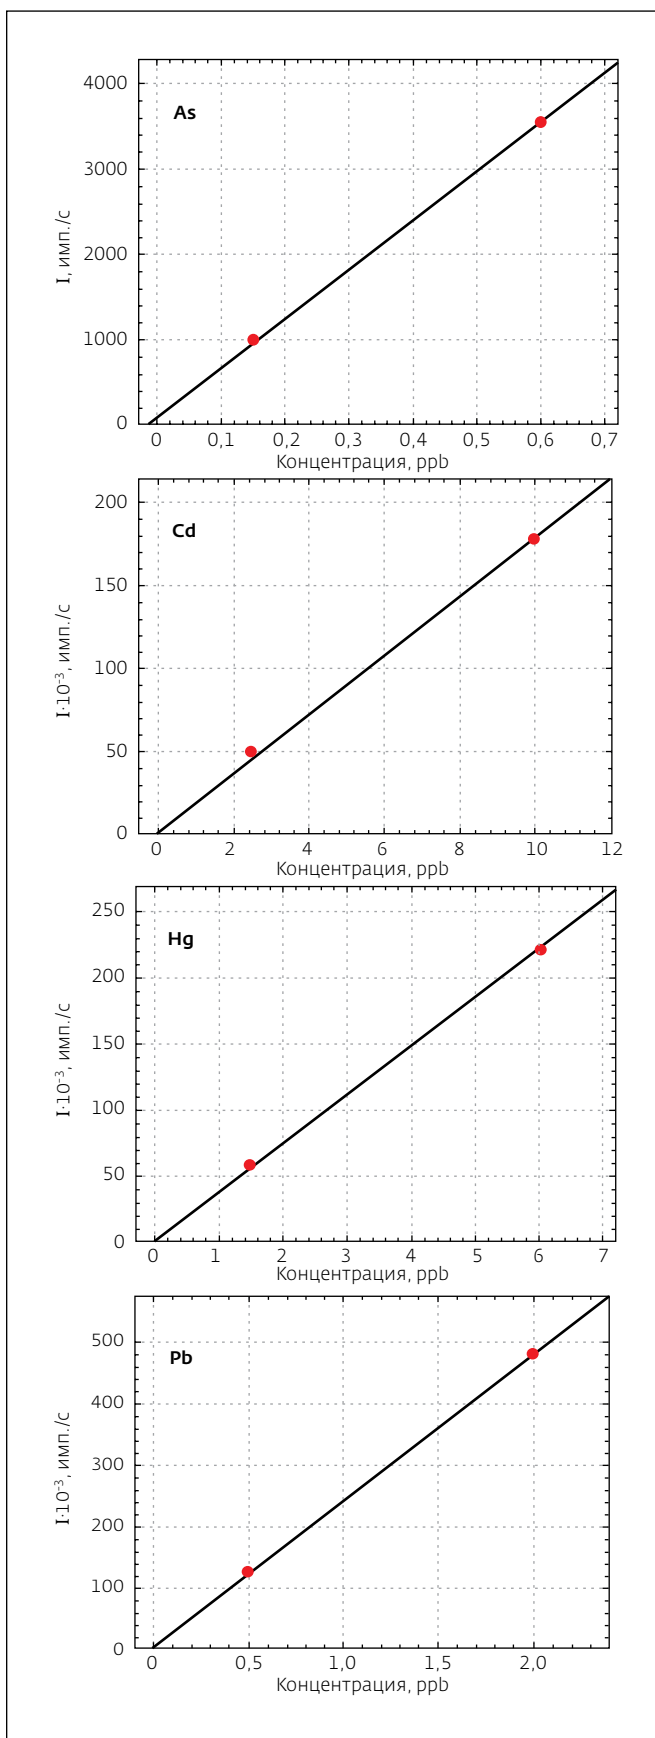 4000
As
3000
I, имп./с
2000
1000
0
0 0,1 0,2 0,3 0,4 0,5 0,6 0,7
Концентрация, ppb
200
Cd
150
I·10⁻³, имп./с
100
50
0
0 2 4 6 8 10 12
Концентрация, ppb
250
Hg
200
I·10⁻³, имп./с
150
100
50
0
0 1 2 3 4 5 6 7
Концентрация, ppb
500
Pb
400
I·10⁻³, имп./с
300
200
100
0
0 0,5 1,0 1,5 2,0
Концентрация, ppb